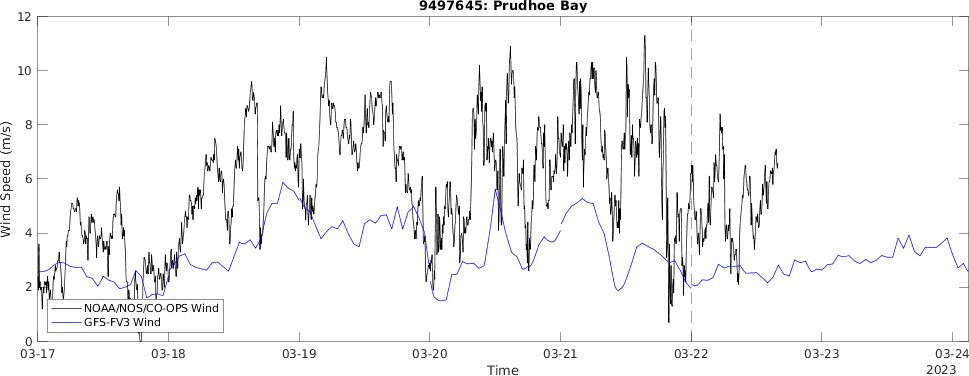 9497645: Prudhoe Bay
12
10
8
6
4
2
0
Wind Speed (m/s)
NOAA/NOS/CO-OPS Wind
GFS-FV3 Wind
03-17 03-18 03-19 03-20 03-21 03-22 03-23 03-24
Time
2023